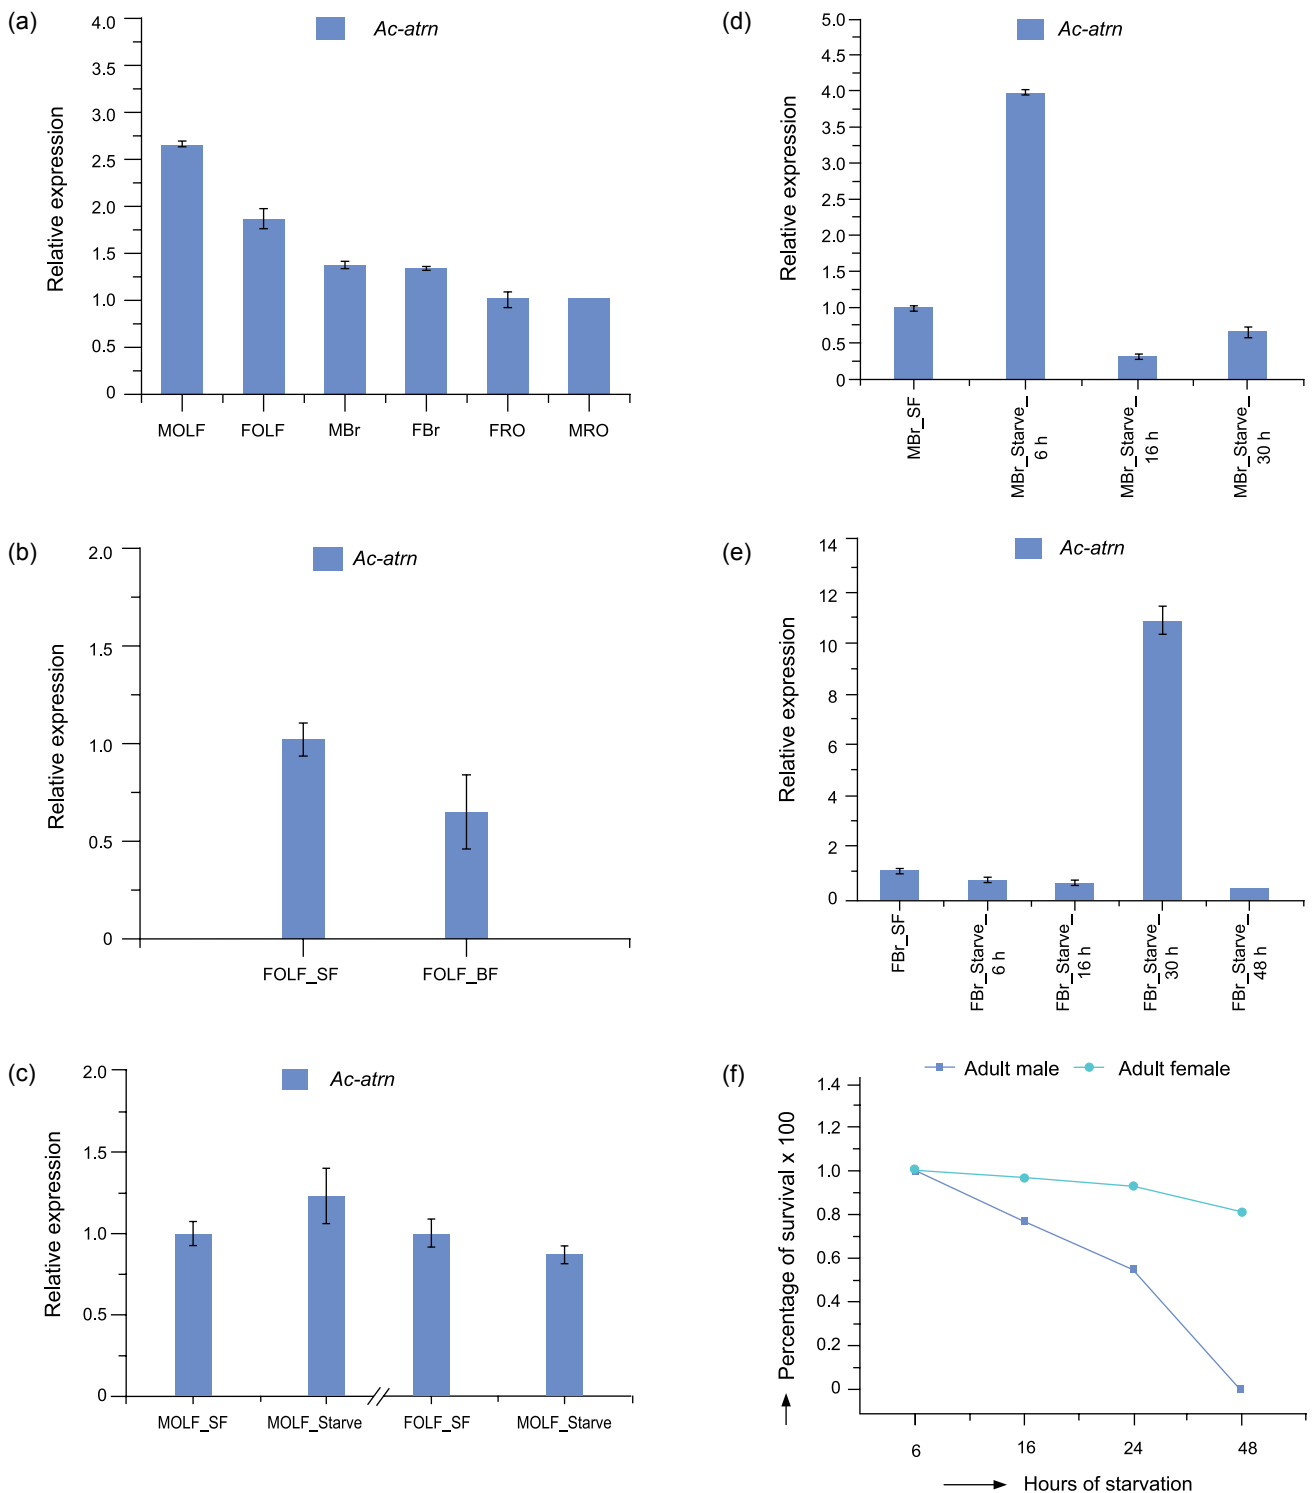 (a)
4.0
3.5
3.0
2.5
2.0
1.5
1.0
0.5
0
Relative expression
Ac-atrn
MOLF FOLF MBr FBr FRO MRO
(b)
2.0
1.5
1.0
0.5
0
Relative expression
Ac-atrn
FOLF_SF FOLF_BF
(c)
2.0
1.5
1.0
0.5
0
Relative expression
Ac-atrn
MOLF_SF MOLF_Starve FOLF_SF MOLF_Starve
(d)
5.0
4.5
4.0
3.5
3.0
2.5
2.0
1.5
1.0
0.5
0
Relative expression
Ac-atrn
MBr_SF
MBr_Starve_
6 h
MBr_Starve_
16 h
MBr_Starve_
30 h
(e)
14
12
10
8
6
4
2
0
Relative expression
Ac-atrn
FBr_SF
FBr_Starve_
6 h
FBr_Starve_
16 h
FBr_Starve_
30 h
FBr_Starve_
48 h
(f)
Adult male Adult female
1.4
1.2
1.0
0.8
0.6
0.4
0.2
0
Percentage of survival x 100
6 16 24 48
Hours of starvation